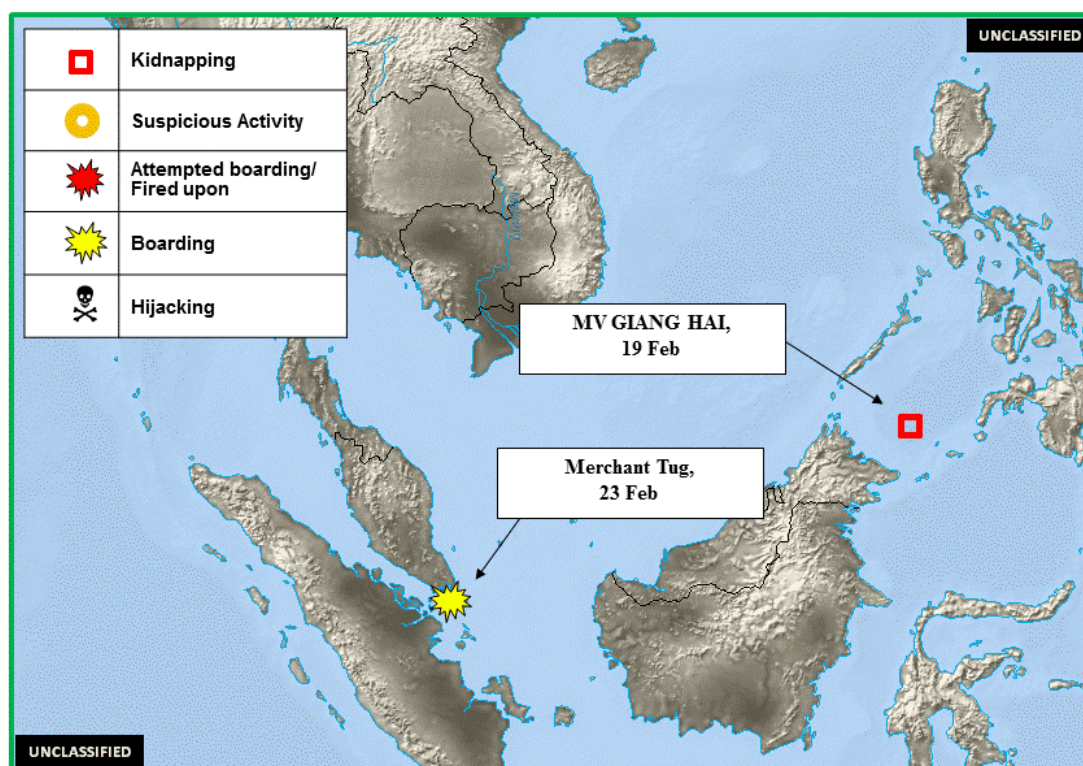 UNCLASSIFIED
Kidnapping
Suspicious Activity
Attempted boarding/
Fired upon
Boarding
Hijacking
MV GIANG HAI,
19 Feb
Merchant Tug,
23 Feb
UNCLASSIFIED